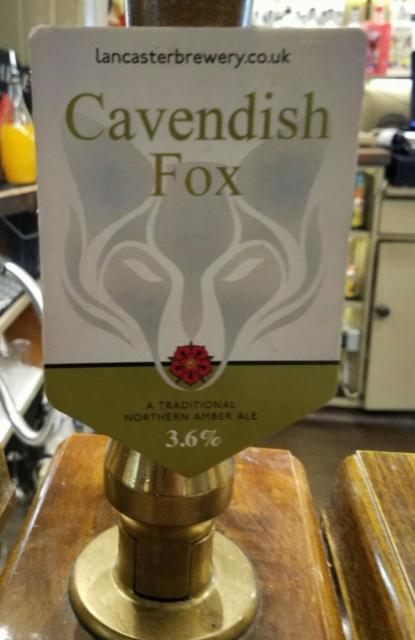 lancasterbrewery.co.uk
Cavendish
Fox
A TRADITIONAL
NORTHERN AMBER ALE
3.6%